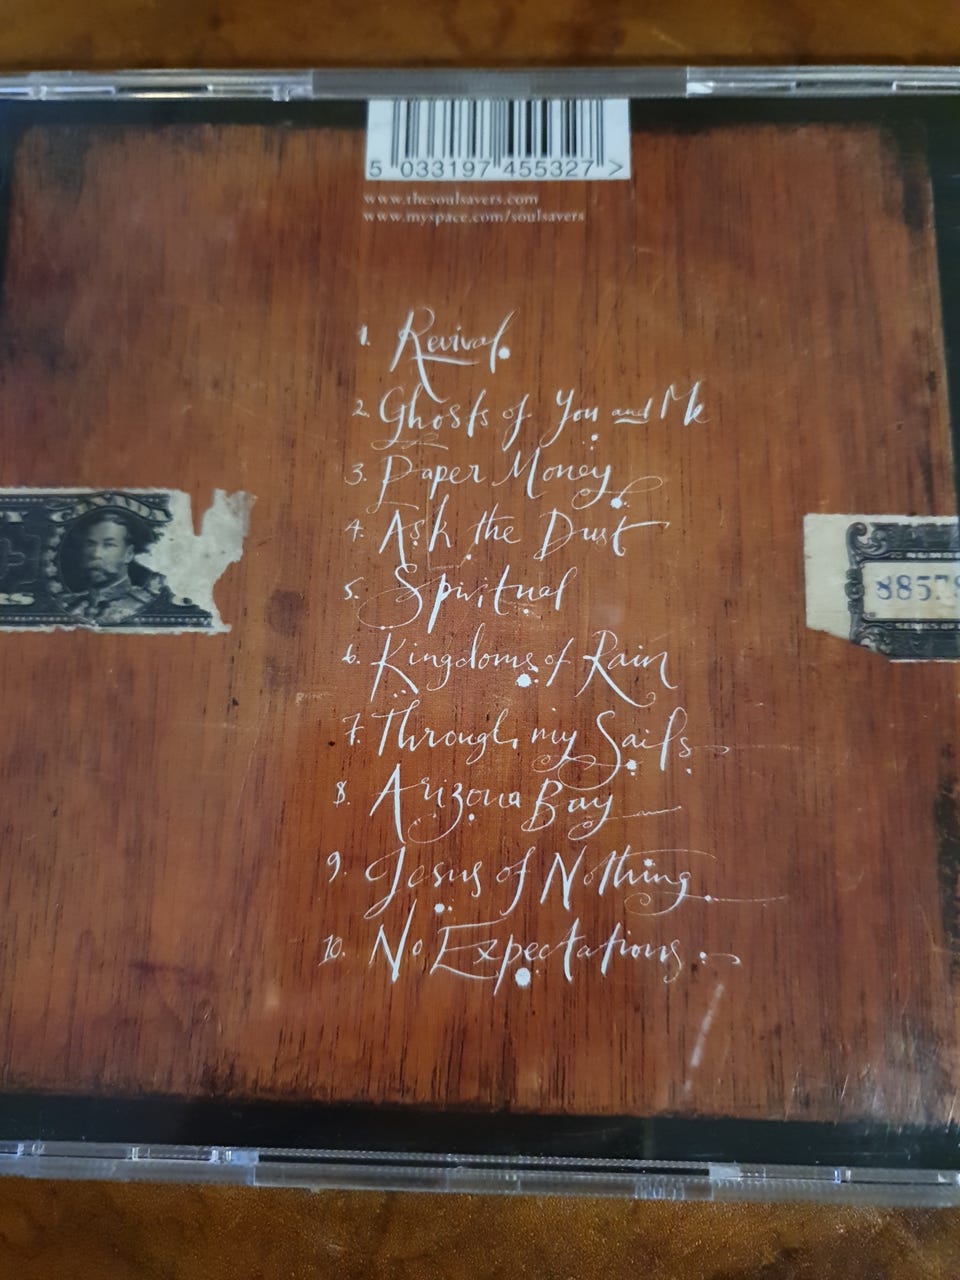 5 033197 455327 >
www.thesoulsavers.com
www.myspace.com/soulsavers
1. Revival.
2. Ghosts of You and Me
3. Paper Money
4. Ask the Dust
5. Spiritual
6. Kingdoms of Rain
7. Through my Sails
8. Arizona Bay
9. Jesus of Nothing
10. No Expectations